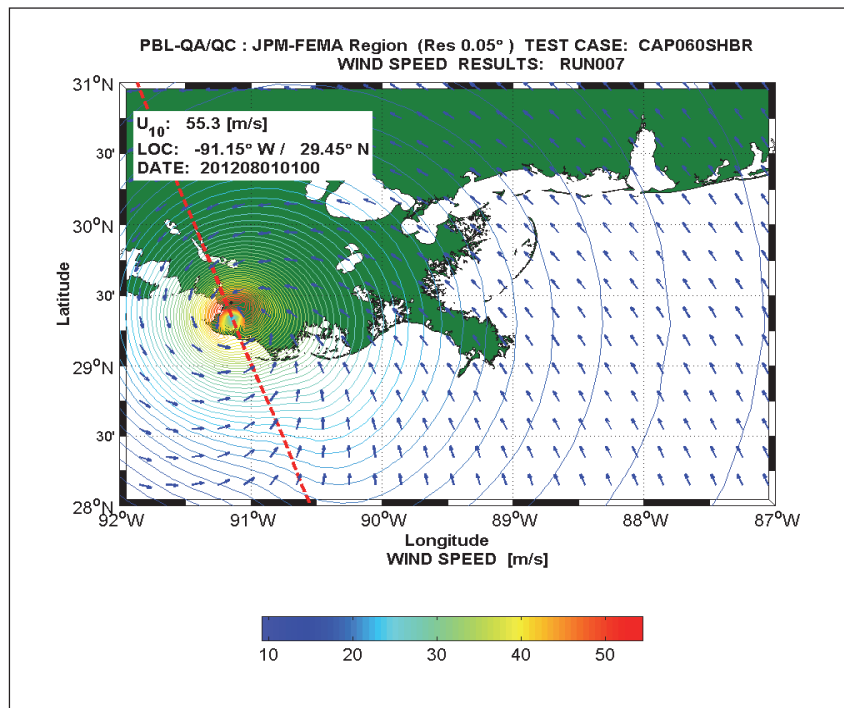 PBL-QA/QC : JPM-FEMA Region (Res 0.05° ) TEST CASE: CAP060SHBR
WIND SPEED RESULTS: RUN007
31°N
U10: 55.3 [m/s]
LOC: -91.15° W / 29.45° N
DATE: 201208010100
30'
30°N
Latitude
30'
29°N
30'
28°N
92°W 91°W 90°W 89°W 88°W 87°W
Longitude
WIND SPEED [m/s]
10 20 30 40 50